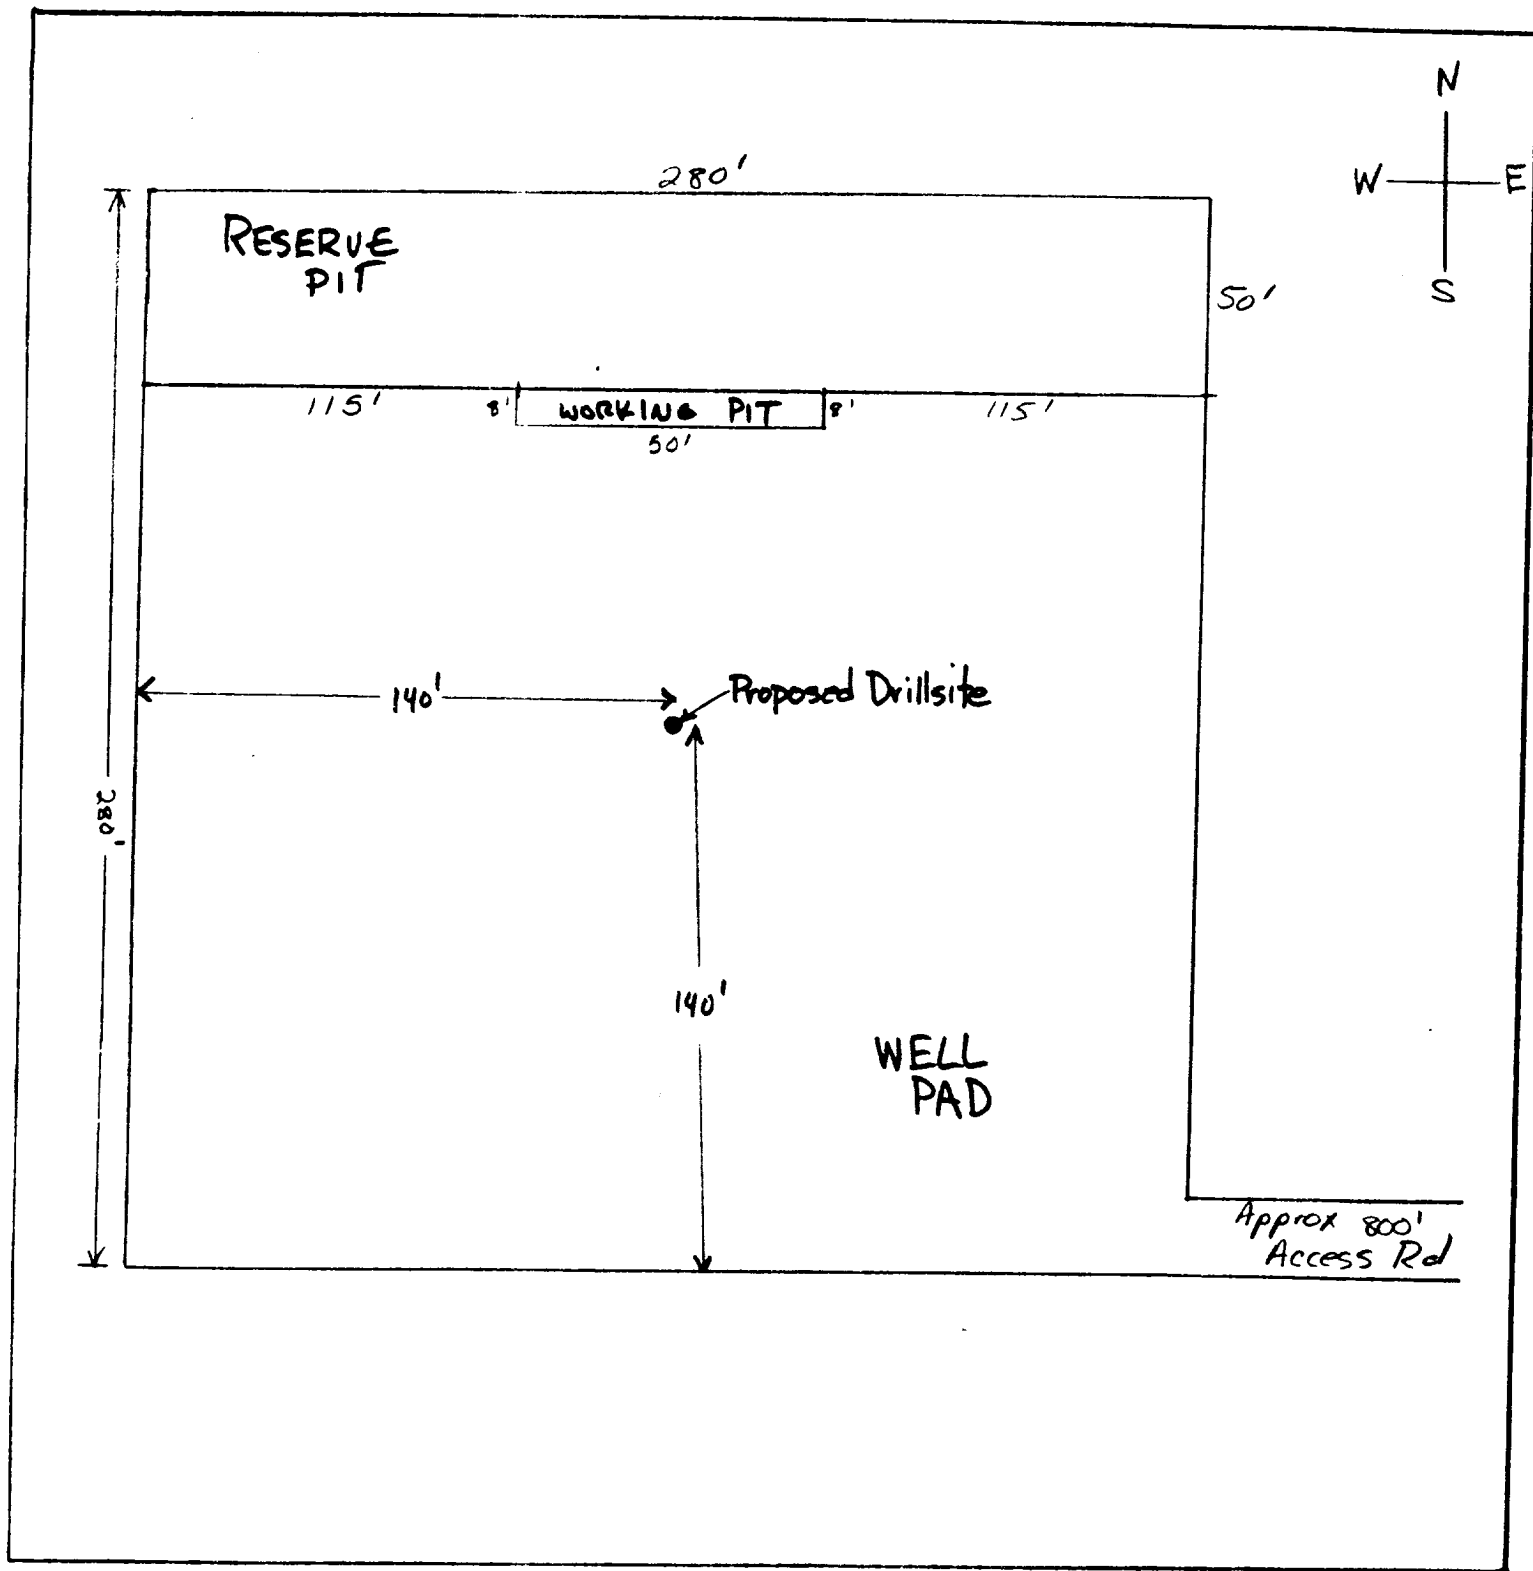 N
W E
S
280'
RESERVE
PIT
50'
115' 8' WORKING PIT 8' 115'
50'
140'
Proposed Drillsite
280'
140'
WELL
PAD
Approx 800'
Access Rd